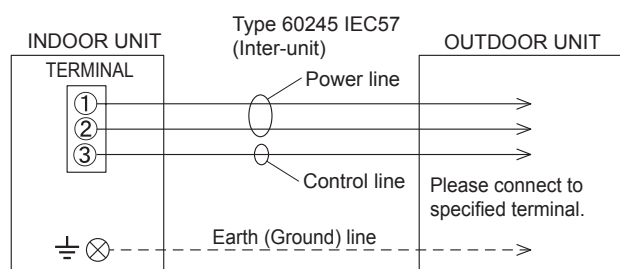 Type 60245 IEC57
(Inter-unit)
INDOOR UNIT
OUTDOOR UNIT
TERMINAL
Power line
①
②
③
Control line
Please connect to
specified terminal.
Earth (Ground) line